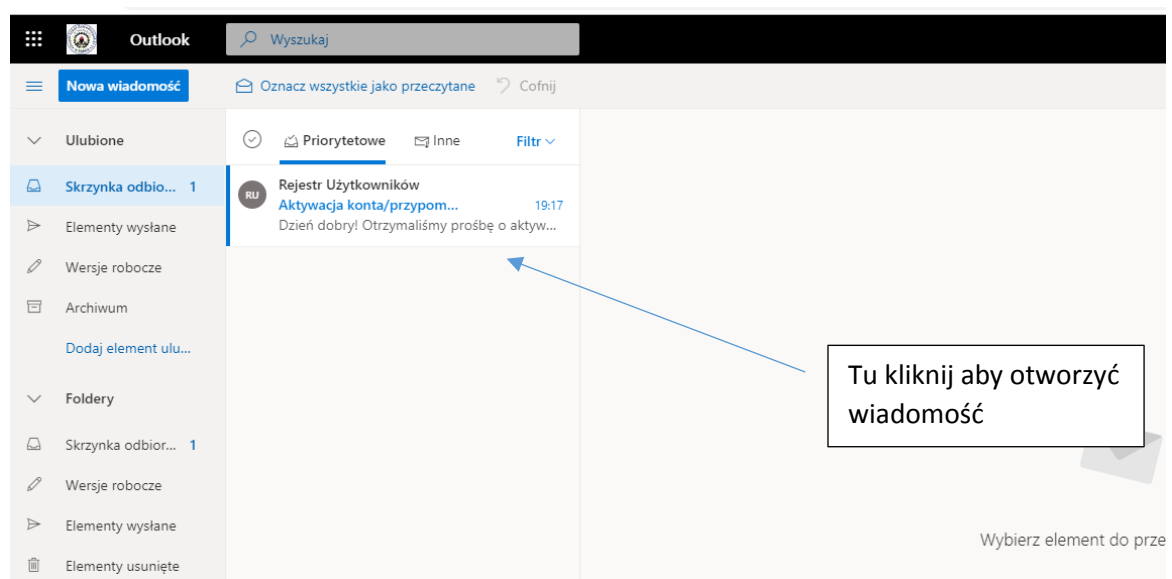 Outlook
Wyszukaj
Nowa wiadomość
Oznacz wszystkie jako przeczytane
Cofnij
Ulubione
Priorytetowe
Inne
Filtr
Skrzynka odbio... 1
RU
Rejestr Użytkowników
Aktywacja konta/przypom... 19:17
Dzień dobry! Otrzymaliśmy prośbę o aktyw...
Elementy wysłane
Wersje robocze
Archiwum
Dodaj element ulu...
Foldery
Skrzynka odbior... 1
Wersje robocze
Elementy wysłane
Elementy usunięte
Tu kliknij aby otworzyć
wiadomość
Wybierz element do prze